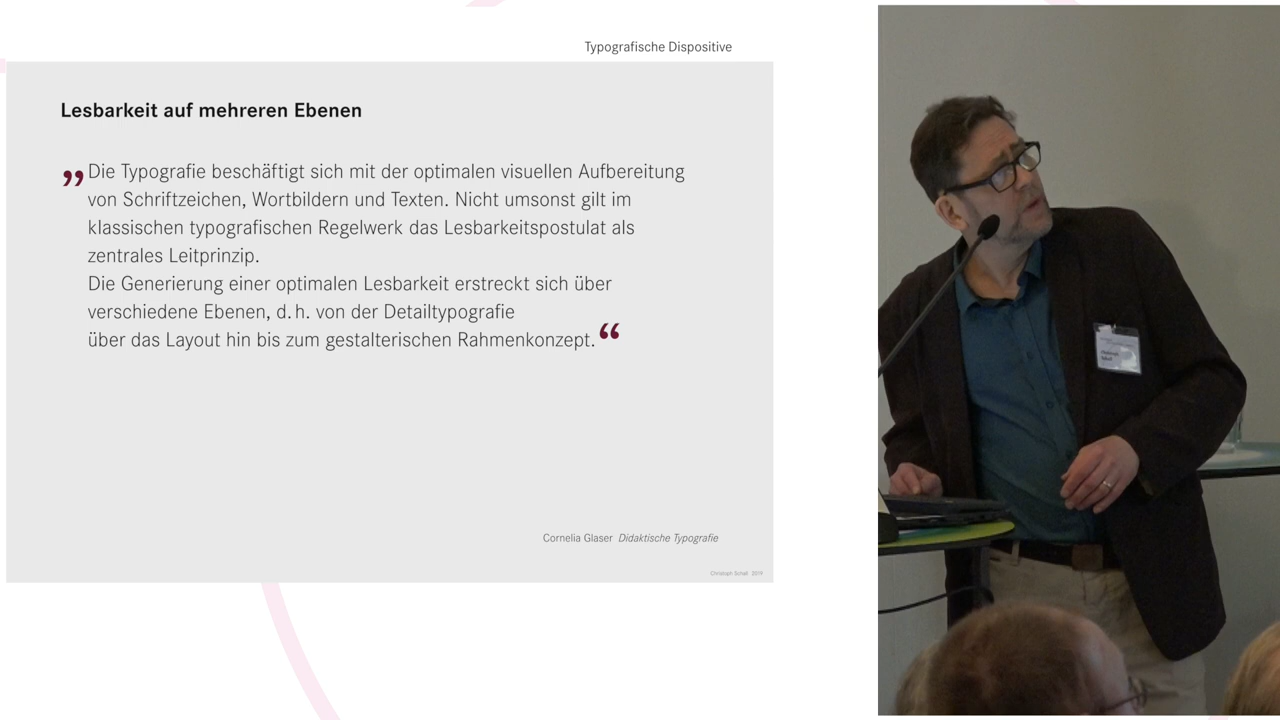 Typografische Dispositive
Lesbarkeit auf mehreren Ebenen
„Die Typografie beschäftigt sich mit der optimalen visuellen Aufbereitung
von Schriftzeichen, Wortbildern und Texten. Nicht umsonst gilt im
klassischen typografischen Regelwerk das Lesbarkeitspostulat als
zentrales Leitprinzip.
Die Generierung einer optimalen Lesbarkeit erstreckt sich über
verschiedene Ebenen, d. h. von der Detailtypografie
über das Layout hin bis zum gestalterischen Rahmenkonzept.“
Cornelia Glaser Didaktische Typografie
Christoph Schall 2019